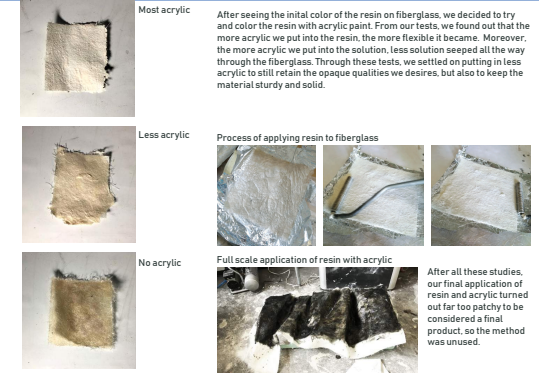 Most acrylic
After seeing the inital color of the resin on fiberglass, we decided to try
and color the resin with acrylic paint. From our tests, we found out that the
more acrylic we put into the resin, the more flexible it became. Moreover,
the more acrylic we put into the solution, less solution seeped all the way
through the fiberglass. Through these tests, we settled on putting in less
acrylic to still retain the opaque qualities we desires, but also to keep the
material sturdy and solid.
Less acrylic
Process of applying resin to fiberglass
No acrylic
Full scale application of resin with acrylic
After all these studies,
our final application of
resin and acrylic turned
out far too patchy to be
considered a final
product, so the method
was unused.